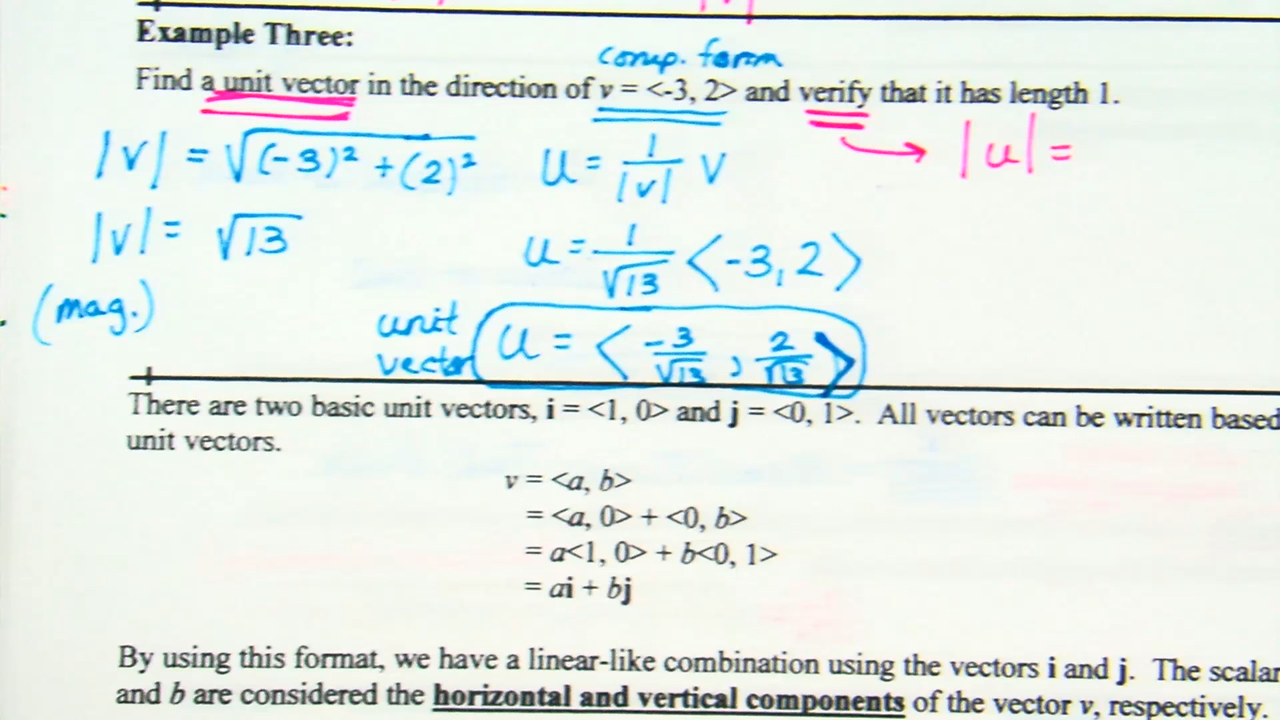 Example Three:
comp. form
Find a unit vector in the direction of v = <-3, 2> and verify that it has length 1.
|v| = √(-3)² + (2)²
u = 1/|v| v
|u| =
|v| = √13
u = 1/√13 <-3, 2>
(mag.)
unit vector
u = <-3/√13, 2/√13>
There are two basic unit vectors, i = <1, 0> and j = <0, 1>. All vectors can be written based
unit vectors.
v = <a, b>
= <a, 0> + <0, b>
= a<1, 0> + b<0, 1>
= ai + bj
By using this format, we have a linear-like combination using the vectors i and j. The scalar
and b are considered the horizontal and vertical components of the vector v, respectively.